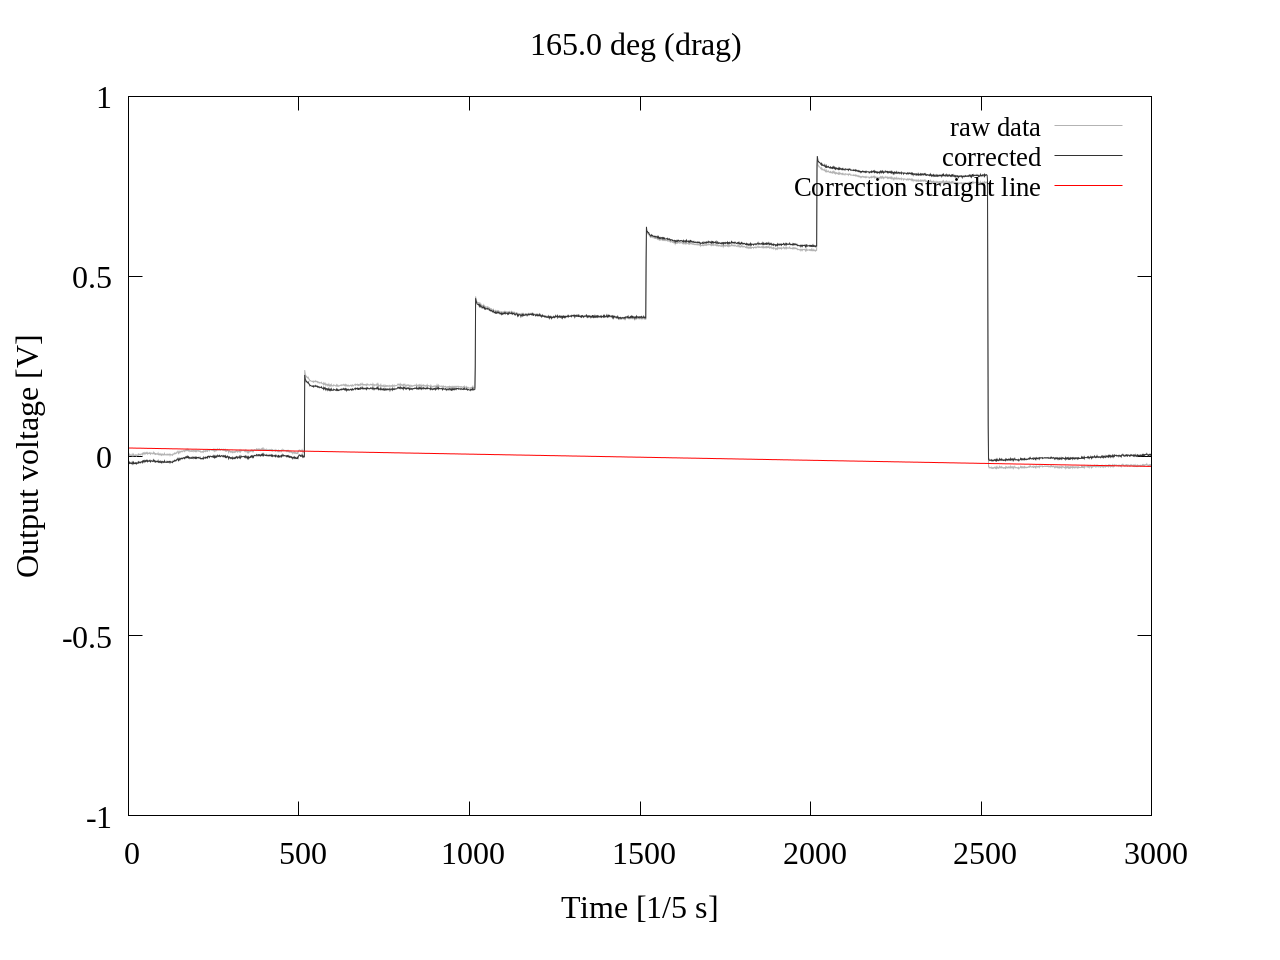 165.0 deg (drag)
1
raw data
corrected
Correction straight line
0.5
Output voltage [V]
0
-0.5
-1
0 500 1000 1500 2000 2500 3000
Time [1/5 s]